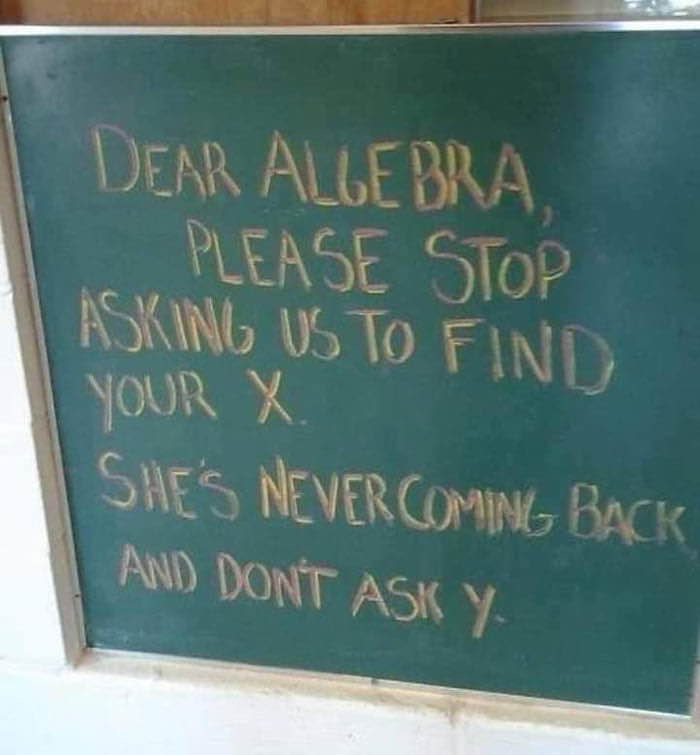 DEAR ALGEBRA,
PLEASE STOP
ASKING US TO FIND
YOUR X.
SHE'S NEVER COMING BACK
AND DON'T ASK Y.